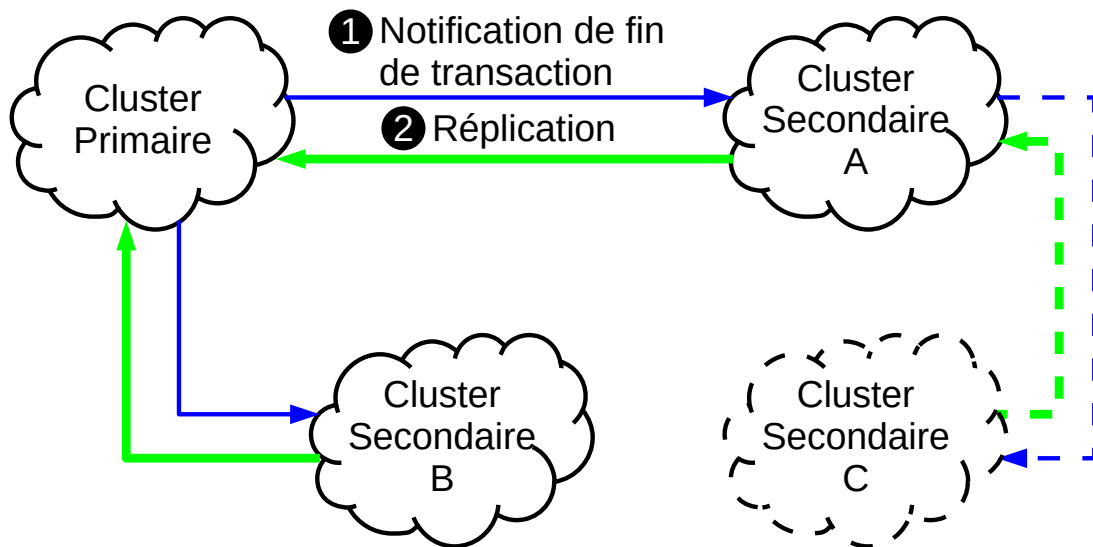 1 Notification de fin
de transaction
Cluster
Primaire
2 Réplication
Cluster
Secondaire
A
Cluster
Secondaire
B
Cluster
Secondaire
C